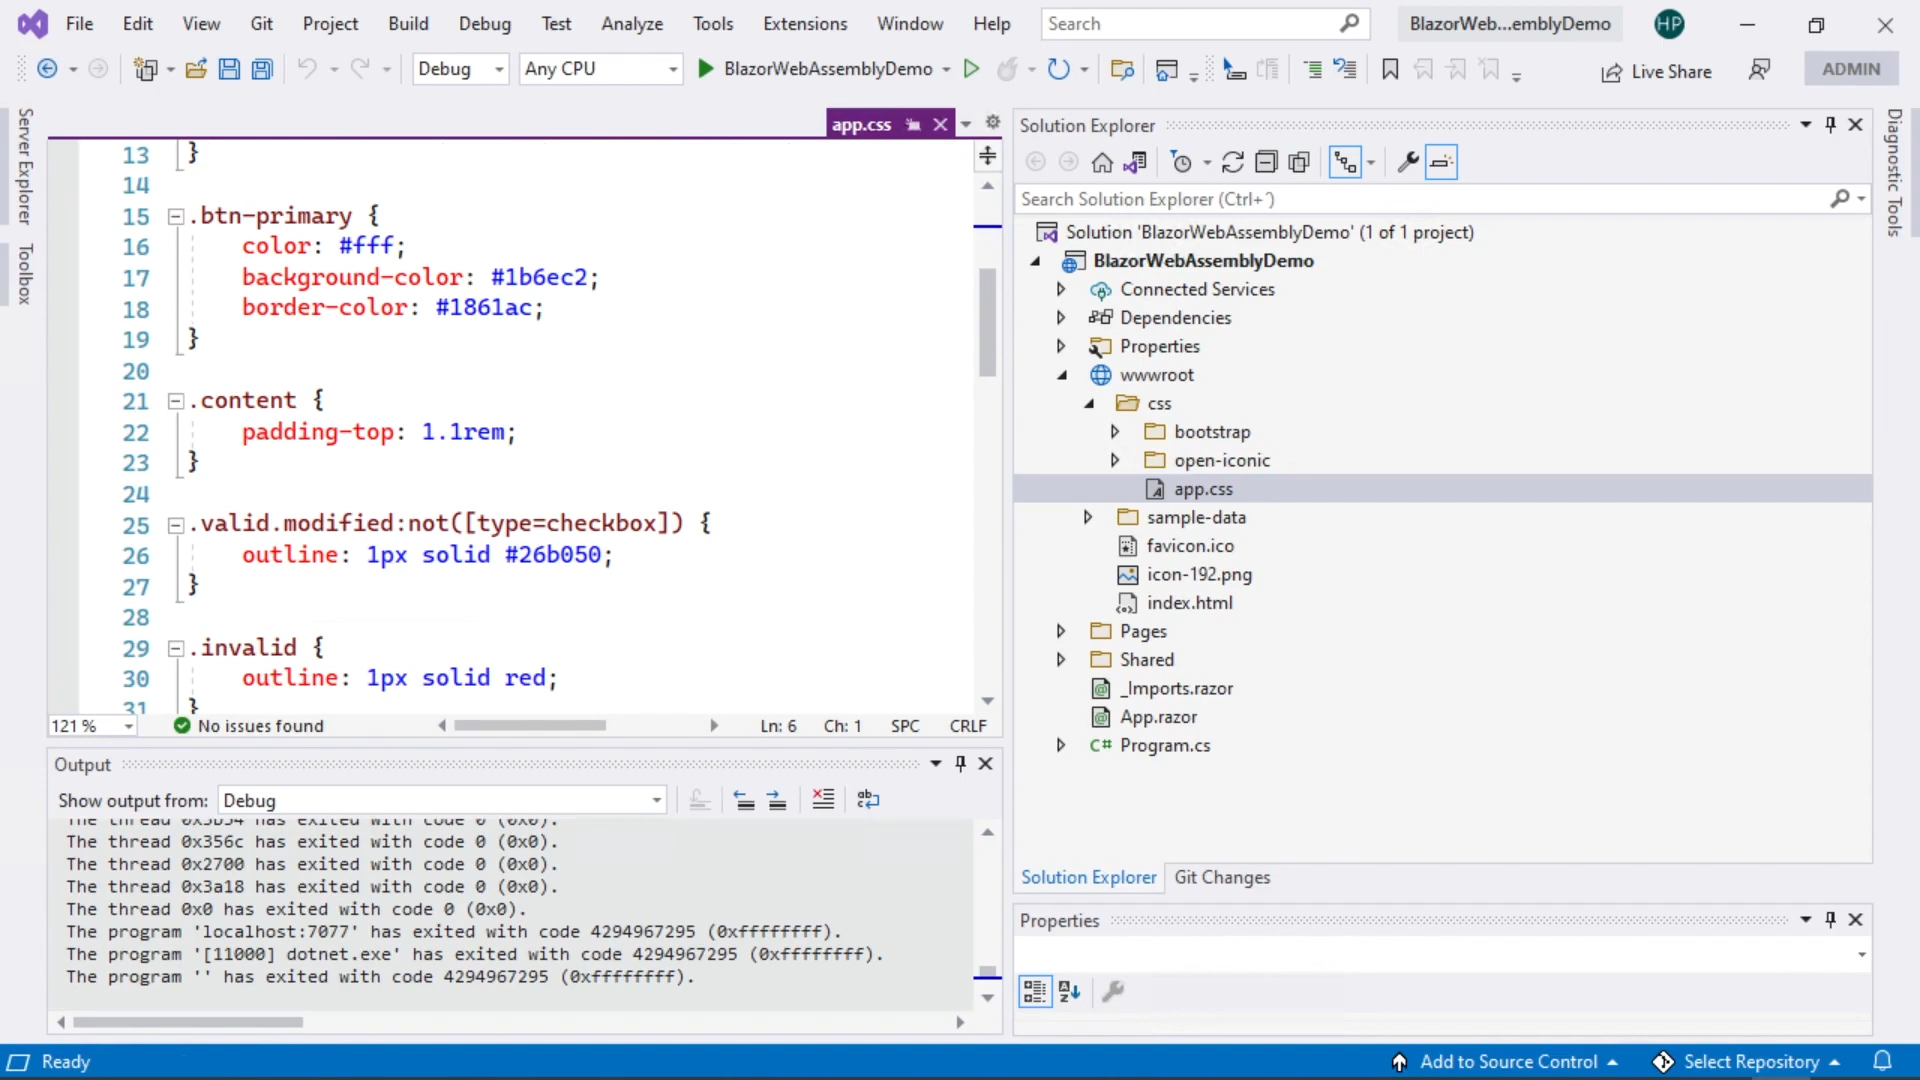 File Edit View Git Project Build Debug Test Analyze Tools Extensions Window Help Search BlazorWeb...emblyDemo HP
Debug Any CPU BlazorWebAssemblyDemo Live Share ADMIN
Server Explorer
Toolbox
app.css
13 }
14
15 .btn-primary {
16 color: #fff;
17 background-color: #1b6ec2;
18 border-color: #1861ac;
19 }
20
21 .content {
22 padding-top: 1.1rem;
23 }
24
25 .valid.modified:not([type=checkbox]) {
26 outline: 1px solid #26b050;
27 }
28
29 .invalid {
30 outline: 1px solid red;
31 }
121 % No issues found Ln: 6 Ch: 1 SPC CRLF
Output
Show output from: Debug
The thread 0x3b54 has exited with code 0 (0x0).
The thread 0x356c has exited with code 0 (0x0).
The thread 0x2700 has exited with code 0 (0x0).
The thread 0x3a18 has exited with code 0 (0x0).
The thread 0x0 has exited with code 0 (0x0).
The program 'localhost:7077' has exited with code 4294967295 (0xffffffff).
The program '[11000] dotnet.exe' has exited with code 4294967295 (0xffffffff).
The program '' has exited with code 4294967295 (0xffffffff).
Solution Explorer
Search Solution Explorer (Ctrl+´)
Solution 'BlazorWebAssemblyDemo' (1 of 1 project)
BlazorWebAssemblyDemo
Connected Services
Dependencies
Properties
wwwroot
css
bootstrap
open-iconic
app.css
sample-data
favicon.ico
icon-192.png
index.html
Pages
Shared
_Imports.razor
App.razor
C# Program.cs
Solution Explorer Git Changes
Properties
Diagnostic Tools
Ready Add to Source Control Select Repository